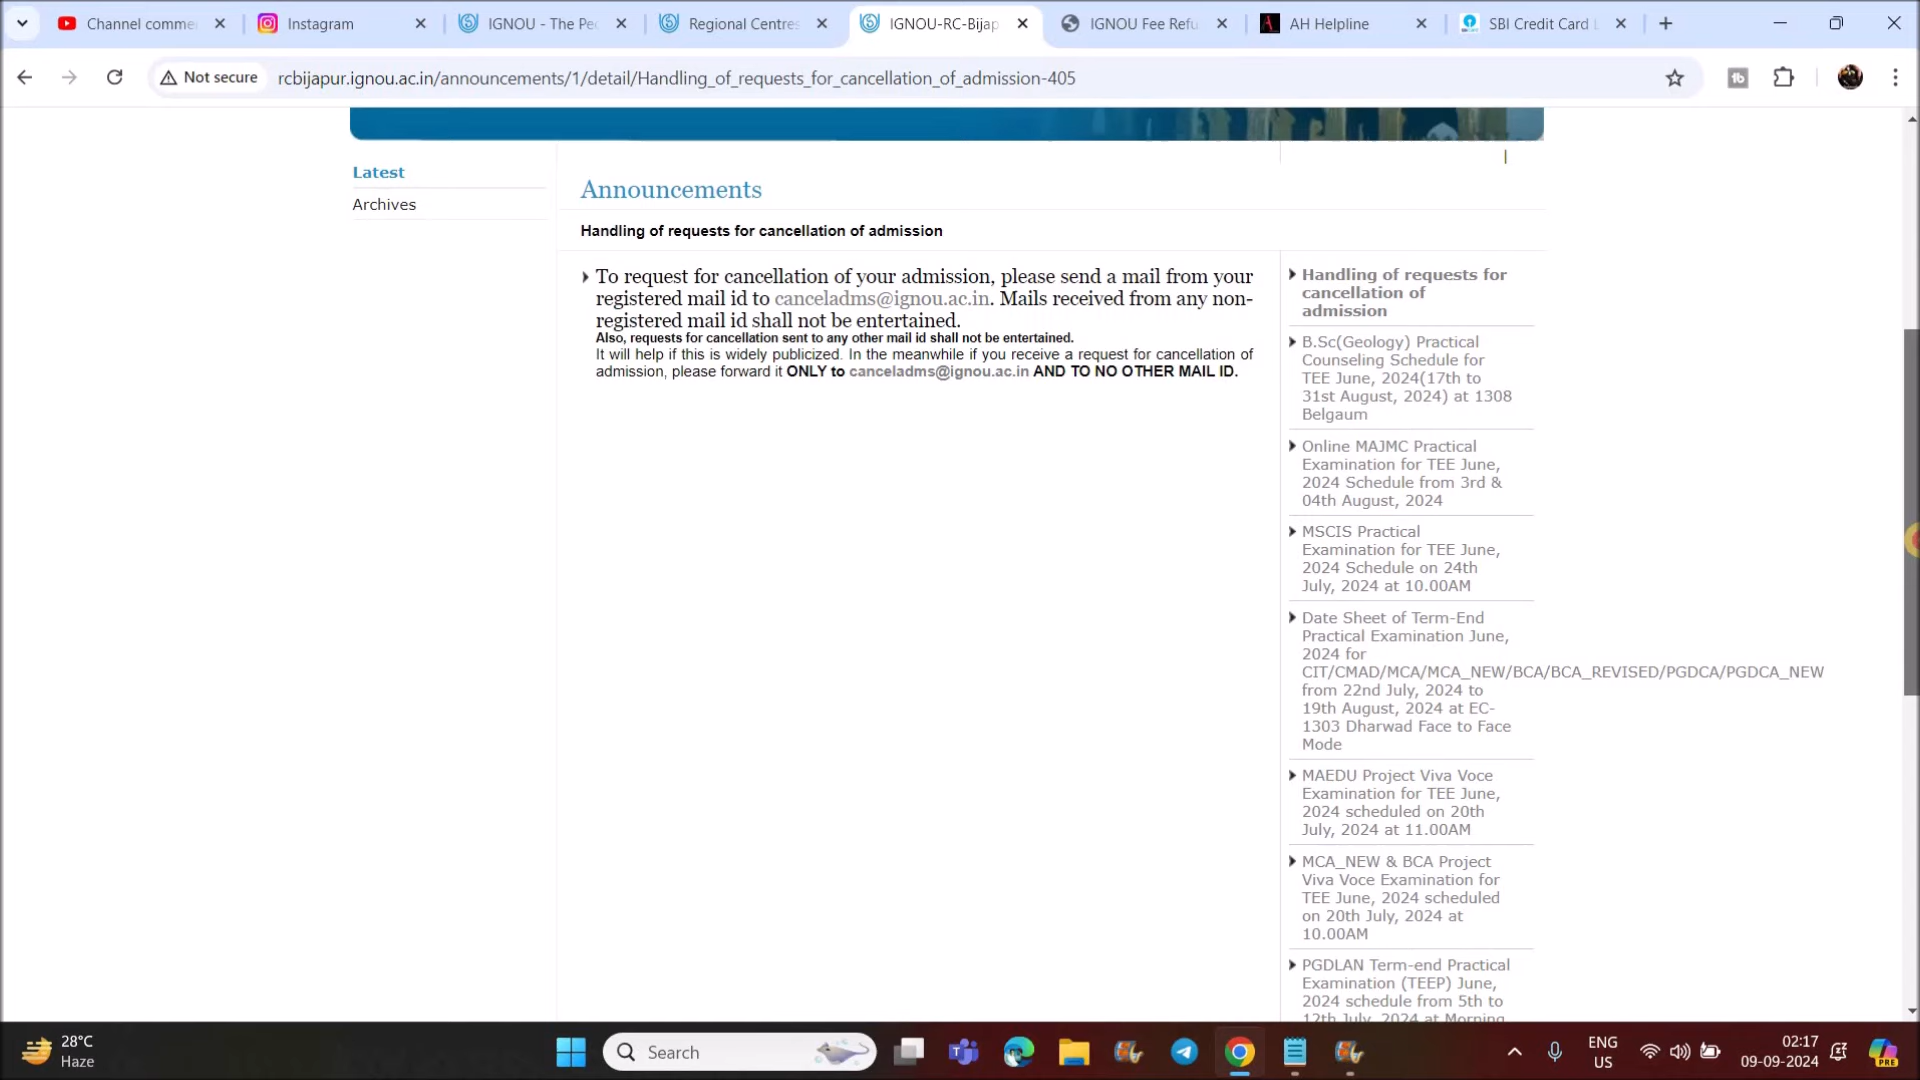 Channel comme
Instagram
IGNOU - The Pe
Regional Centres
IGNOU-RC-Bijap
IGNOU Fee Refu
AH Helpline
SBI Credit Card
Not secure
rcbijapur.ignou.ac.in/announcements/1/detail/Handling_of_requests_for_cancellation_of_admission-405
Latest
Archives
Announcements
Handling of requests for cancellation of admission
To request for cancellation of your admission, please send a mail from your
registered mail id to canceladms@ignou.ac.in. Mails received from any non-
registered mail id shall not be entertained.
Also, requests for cancellation sent to any other mail id shall not be entertained.
It will help if this is widely publicized. In the meanwhile if you receive a request for cancellation of
admission, please forward it ONLY to canceladms@ignou.ac.in AND TO NO OTHER MAIL ID.
Handling of requests for
cancellation of
admission
B.Sc(Geology) Practical
Counseling Schedule for
TEE June, 2024(17th to
31st August, 2024) at 1308
Belgaum
Online MAJMC Practical
Examination for TEE June,
2024 Schedule from 3rd &
04th August, 2024
MSCIS Practical
Examination for TEE June,
2024 Schedule on 24th
July, 2024 at 10.00AM
Date Sheet of Term-End
Practical Examination June,
2024 for
CIT/CMAD/MCA/MCA_NEW/BCA/BCA_REVISED/PGDCA/PGDCA_NEW
from 22nd July, 2024 to
19th August, 2024 at EC-
1303 Dharwad Face to Face
Mode
MAEDU Project Viva Voce
Examination for TEE June,
2024 scheduled on 20th
July, 2024 at 11.00AM
MCA_NEW & BCA Project
Viva Voce Examination for
TEE June, 2024 scheduled
on 20th July, 2024 at
10.00AM
PGDLAN Term-end Practical
Examination (TEEP) June,
2024 schedule from 5th to
12th July, 2024 at Morning
28°C
Haze
Search
ENG
US
02:17
09-09-2024
PRE